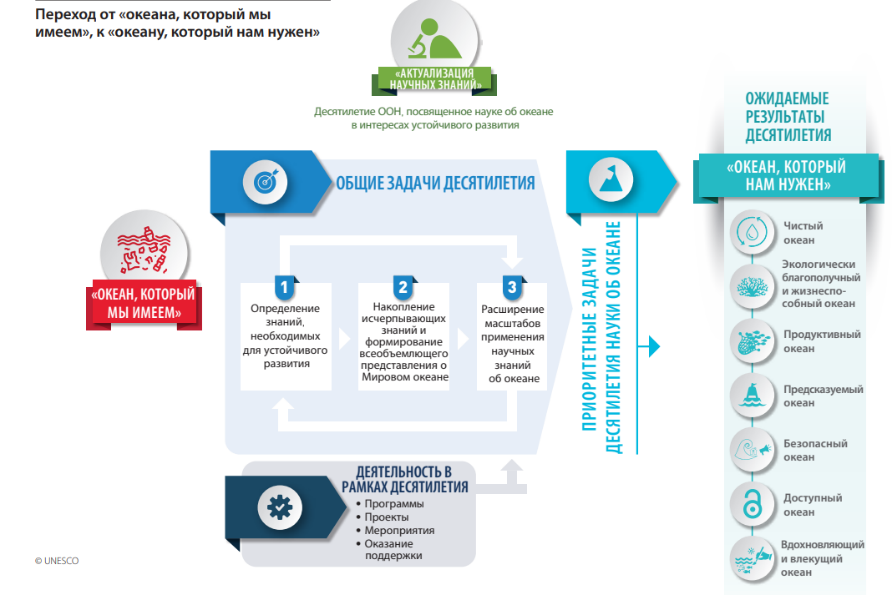 Переход от «океана, который мы
имеем», к «океану, который нам нужен»
«АКТУАЛИЗАЦИЯ
НАУЧНЫХ ЗНАНИЙ»
Десятилетие ООН, посвященное науке об океане
в интересах устойчивого развития
«ОКЕАН, КОТОРЫЙ
МЫ ИМЕЕМ»
ОБЩИЕ ЗАДАЧИ ДЕСЯТИЛЕТИЯ
1
Определение
знаний,
необходимых
для устойчивого
развития
2
Накопление
исчерпывающих
знаний и
формирование
всеобъемлющего
представления о
Мировом океане
3
Расширение
масштабов
применения
научных
знаний
об океане
ДЕЯТЕЛЬНОСТЬ В
РАМКАХ ДЕСЯТИЛЕТИЯ
• Программы
• Проекты
• Мероприятия
• Оказание
поддержки
ПРИОРИТЕТНЫЕ ЗАДАЧИ
ДЕСЯТИЛЕТИЯ НАУКИ ОБ ОКЕАНЕ
ОЖИДАЕМЫЕ
РЕЗУЛЬТАТЫ
ДЕСЯТИЛЕТИЯ
«ОКЕАН, КОТОРЫЙ
НАМ НУЖЕН»
Чистый
океан
Экологически
благополучный
и жизнеспо-
собный океан
Продуктивный
океан
Предсказуемый
океан
Безопасный
океан
Доступный
океан
Вдохновляющий
и влекущий
океан
© UNESCO